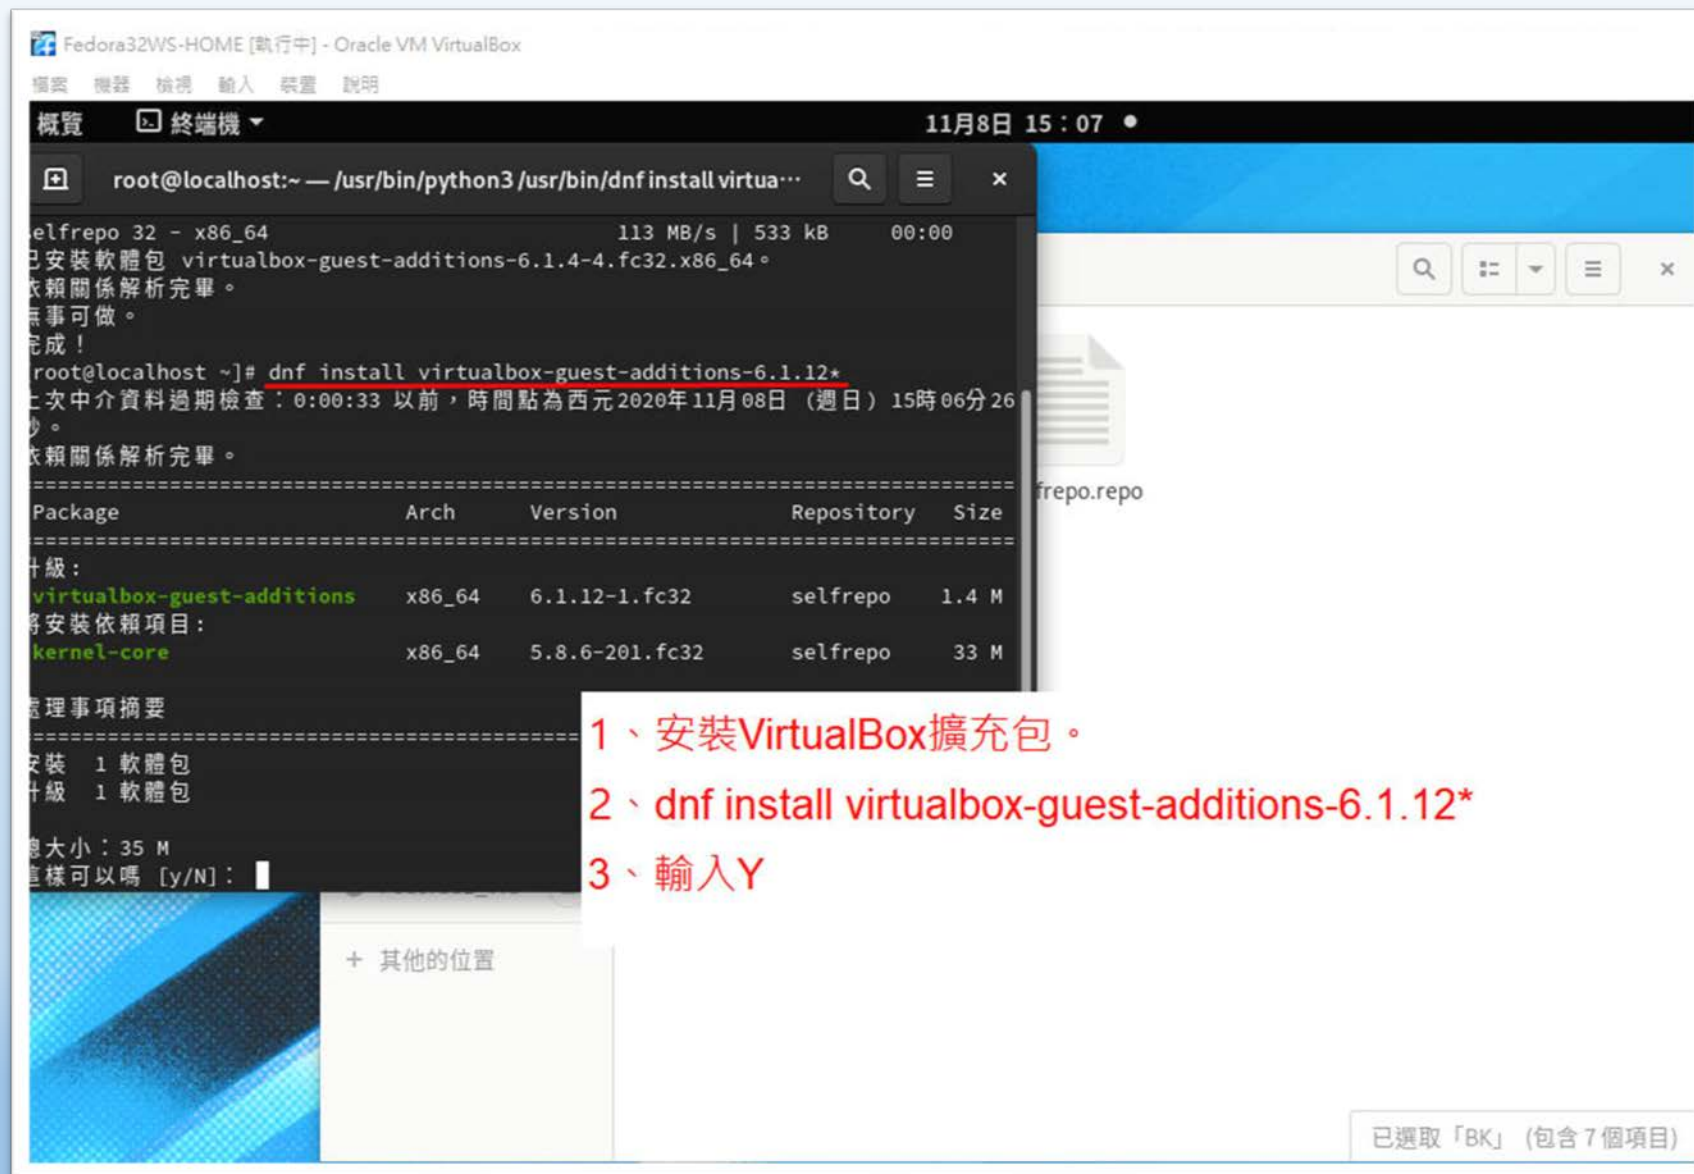 Fedora32WS-HOME [執行中] - Oracle VM VirtualBox
檔案 機器 檢視 輸入 裝置 說明
概覽 終端機 11月8日 15：07
root@localhost:~ — /usr/bin/python3 /usr/bin/dnf install virtua…
elfrepo 32 - x86_64 113 MB/s | 533 kB 00:00
已安裝軟體包 virtualbox-guest-additions-6.1.4-4.fc32.x86_64。
依賴關係解析完畢。
無事可做。
完成！
root@localhost ~]# dnf install virtualbox-guest-additions-6.1.12*
上次中介資料過期檢查：0:00:33 以前，時間點為西元2020年11月08日 (週日) 15時06分26
秒。
依賴關係解析完畢。
Package Arch Version Repository Size
升級:
virtualbox-guest-additions x86_64 6.1.12-1.fc32 selfrepo 1.4 M
將安裝依賴項目:
kernel-core x86_64 5.8.6-201.fc32 selfrepo 33 M
處理事項摘要
安裝 1 軟體包
升級 1 軟體包
總大小：35 M
這樣可以嗎 [y/N]：
frepo.repo
1、安裝VirtualBox擴充包。
2、dnf install virtualbox-guest-additions-6.1.12*
3、輸入Y
+ 其他的位置
已選取「BK」 (包含 7 個項目)